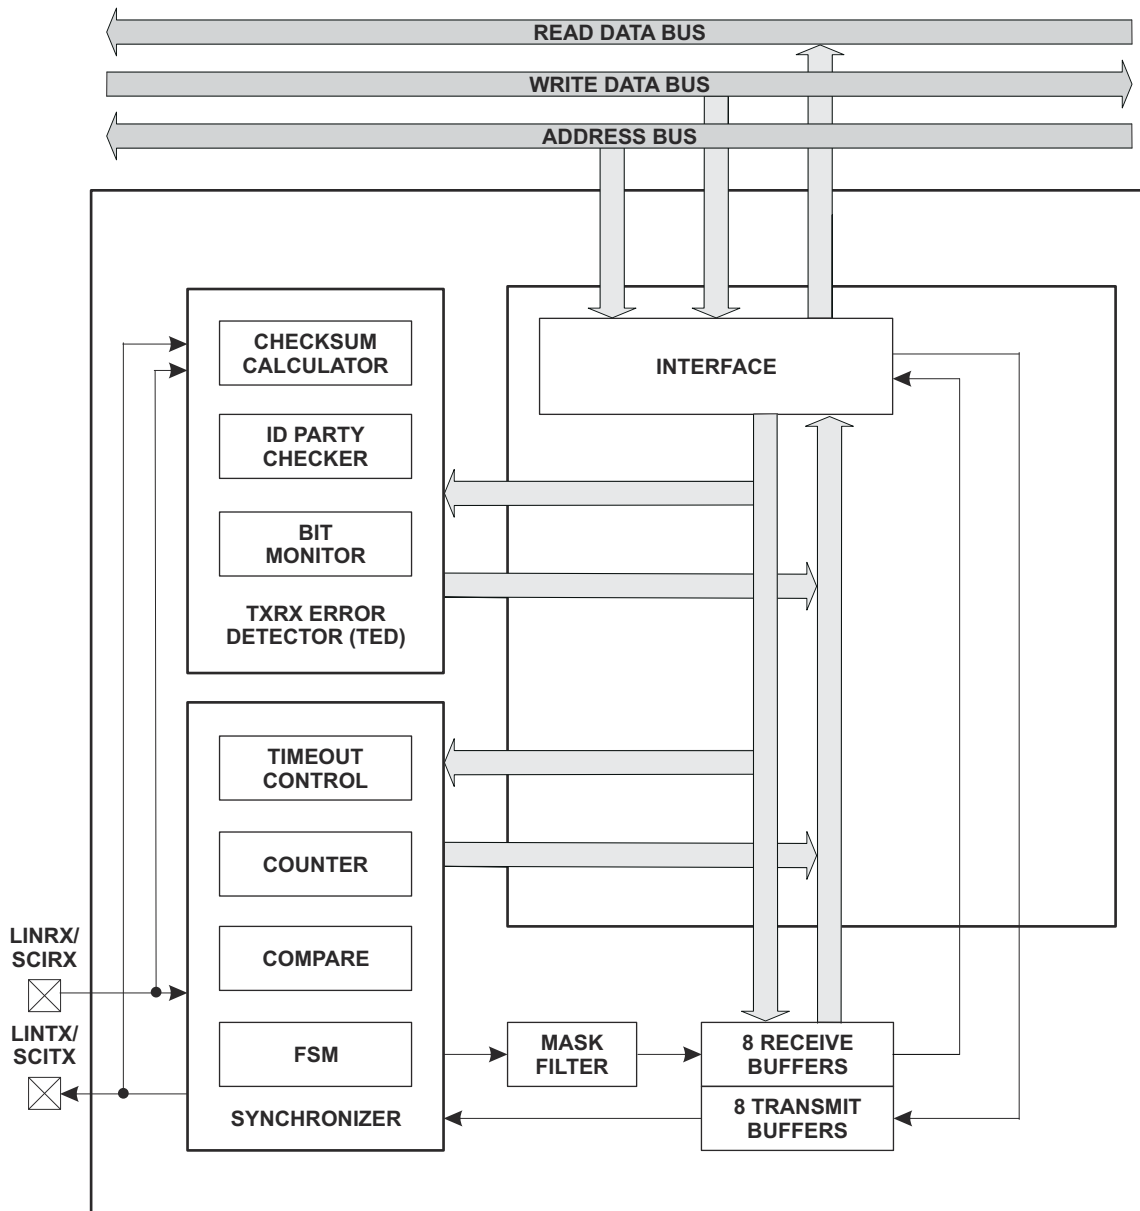 READ DATA BUS
WRITE DATA BUS
ADDRESS BUS
CHECKSUM
CALCULATOR
INTERFACE
ID PARTY
CHECKER
BIT
MONITOR
TXRX ERROR
DETECTOR (TED)
TIMEOUT
CONTROL
COUNTER
COMPARE
LINRX/
SCIRX
LINTX/
SCITX
FSM
SYNCHRONIZER
MASK
FILTER
8 RECEIVE
BUFFERS
8 TRANSMIT
BUFFERS